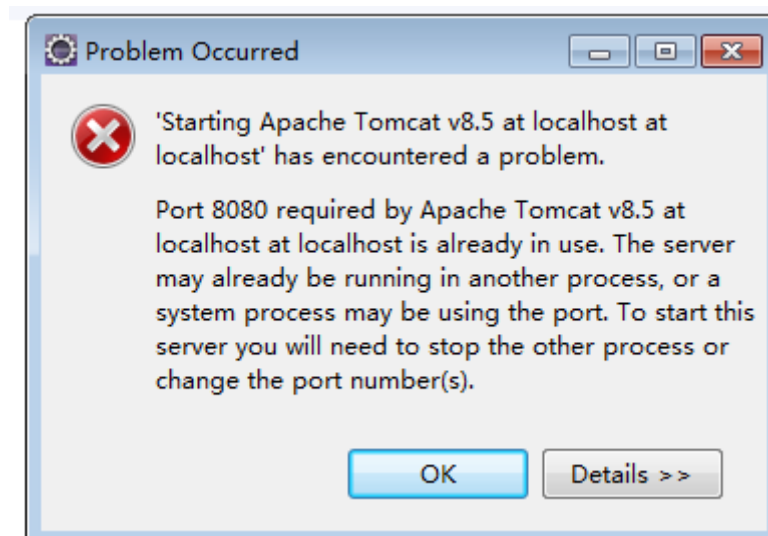 Problem Occurred
'Starting Apache Tomcat v8.5 at localhost at
localhost' has encountered a problem.
Port 8080 required by Apache Tomcat v8.5 at
localhost at localhost is already in use. The server
may already be running in another process, or a
system process may be using the port. To start this
server you will need to stop the other process or
change the port number(s).
OK
Details >>